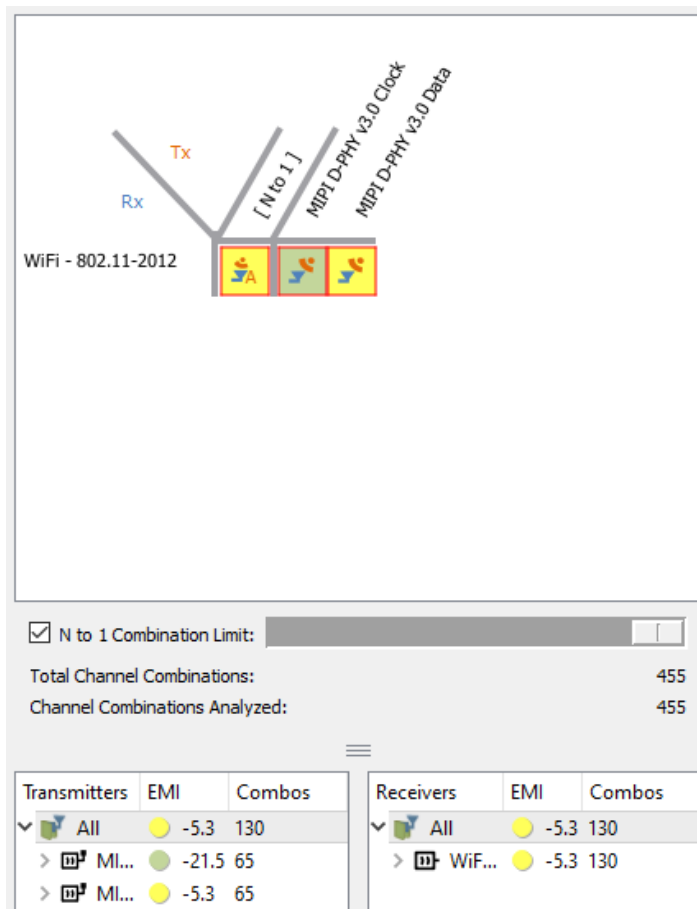 Tx
Rx
[ N to 1 ]
MIPI D-PHY v3.0 Clock
MIPI D-PHY v3.0 Data
WiFi - 802.11-2012
A
N to 1 Combination Limit:
Total Channel Combinations: 455
Channel Combinations Analyzed: 455
Transmitters EMI Combos
All -5.3 130
MI... -21.5 65
MI... -5.3 65
Receivers EMI Combos
All -5.3 130
WiF... -5.3 130